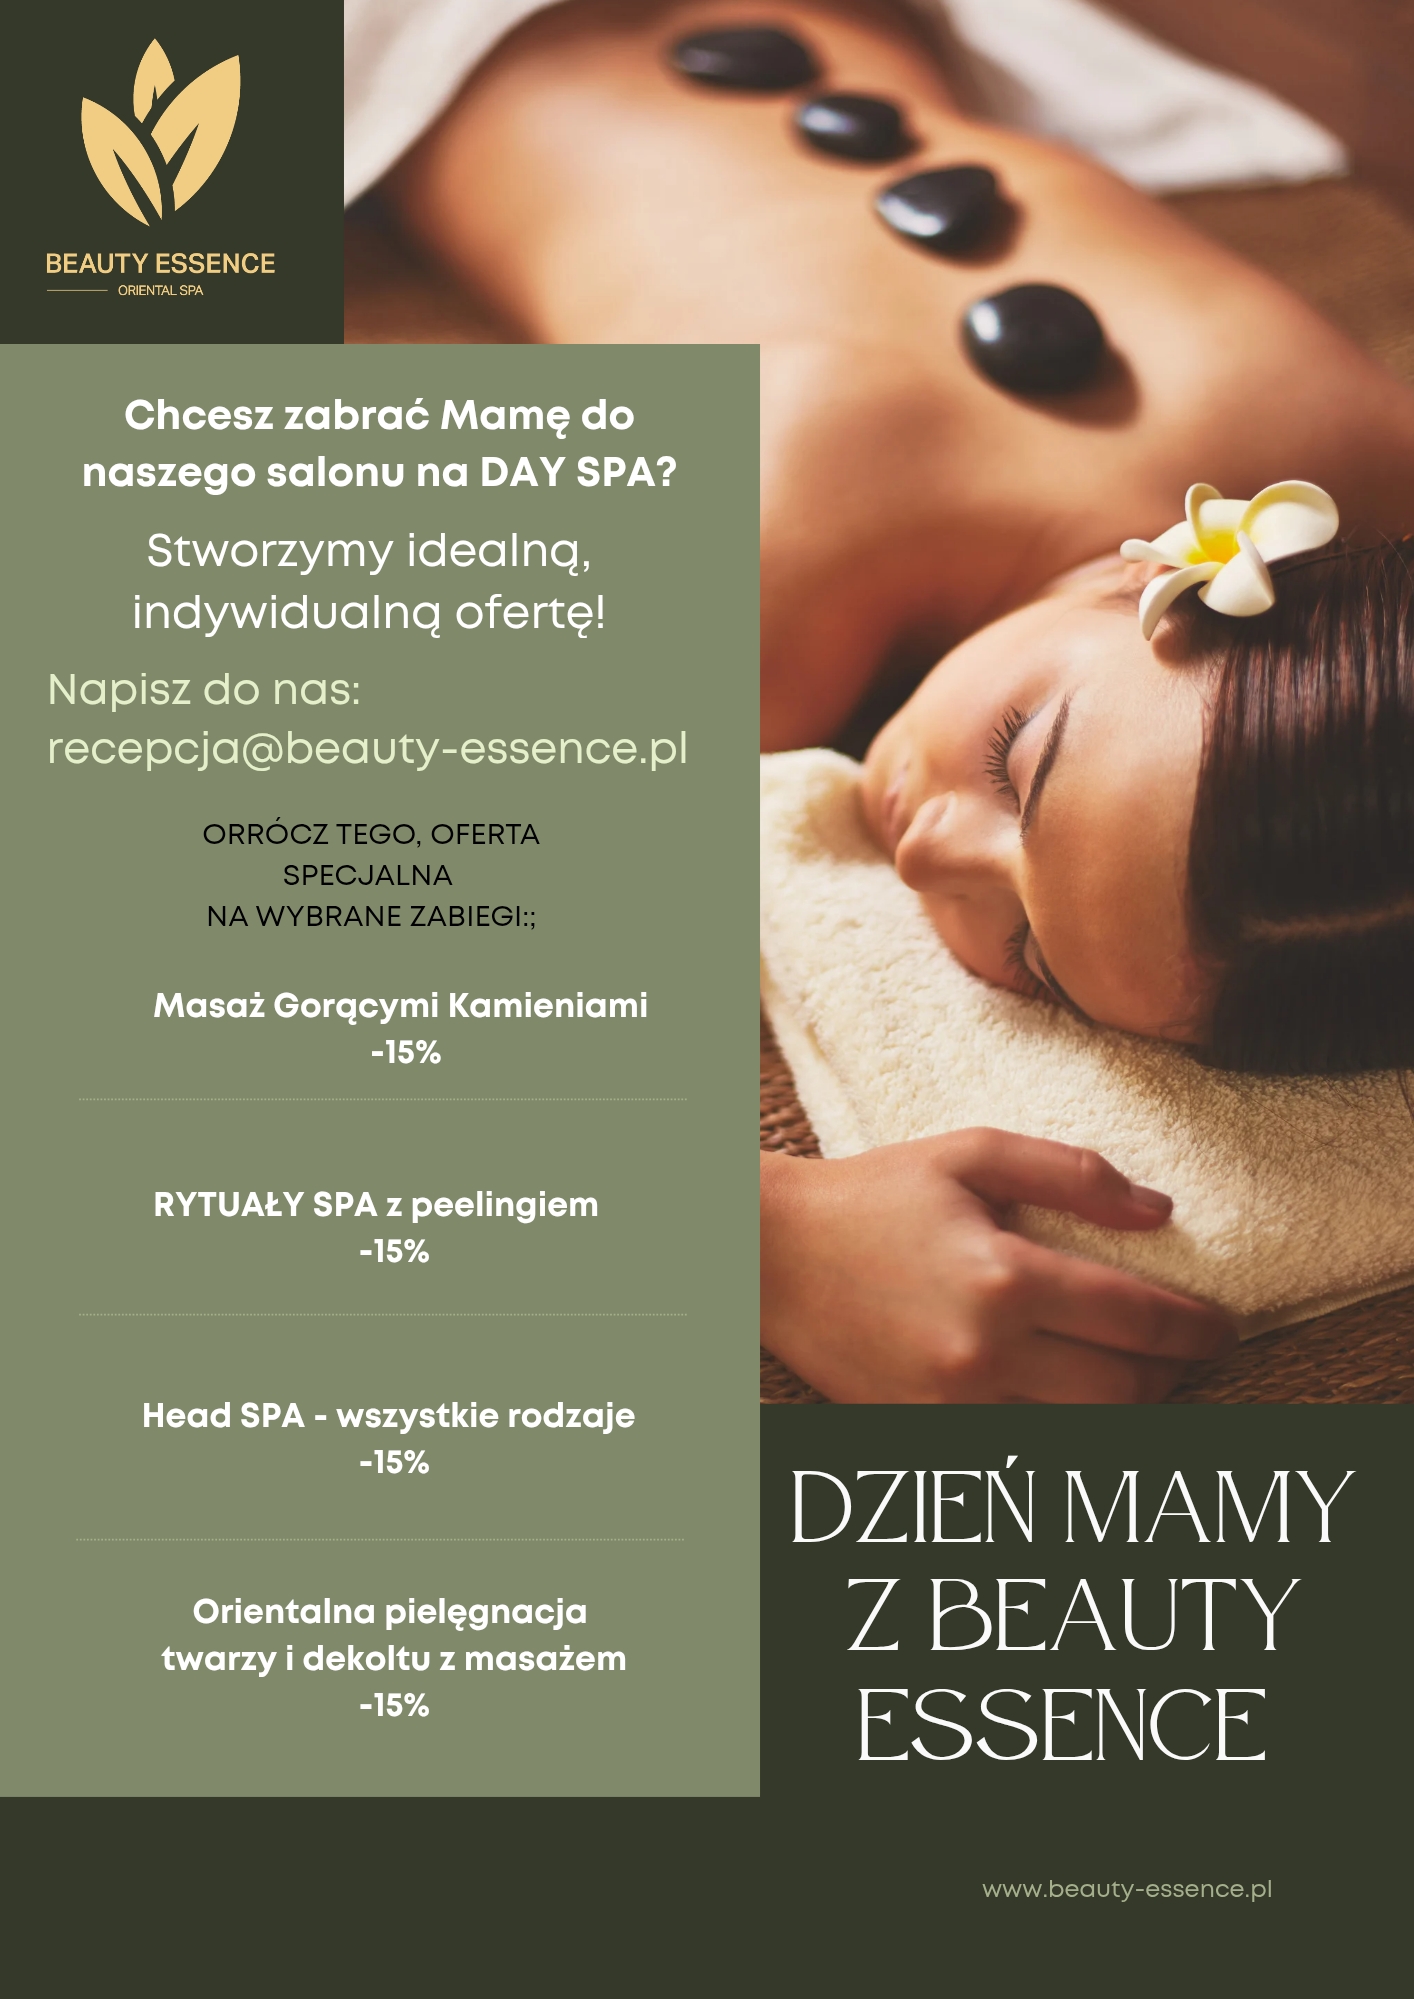 BEAUTY ESSENCE
ORIENTAL SPA
Chcesz zabrać Mamę do
naszego salonu na DAY SPA?
Stworzymy idealną,
indywidualną ofertę!
Napisz do nas:
recepcja@beauty-essence.pl
ORRÓCZ TEGO, OFERTA
SPECJALNA
NA WYBRANE ZABIEGI:;
Masaż Gorącymi Kamieniami
-15%
RYTUAŁY SPA z peelingiem
-15%
Head SPA - wszystkie rodzaje
-15%
Orientalna pielęgnacja
twarzy i dekoltu z masażem
-15%
DZIEŃ MAMY
Z BEAUTY
ESSENCE
www.beauty-essence.pl